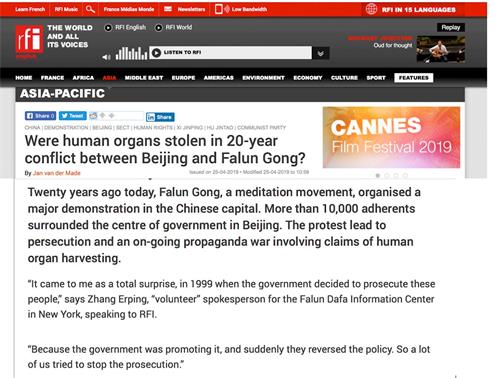 Learn French RFI Music Francs Médias Monde Newsletters Low Bandwidth RFI IN 15 LANGUAGES
rfi
english
THE WORLD
AND ALL
ITS VOICES
RFI English RFI World
LISTEN TO RFI
Replay
Oud for thought
HOME FRANCE AFRICA ASIA MIDDLE EAST EUROPE AMERICAS ENVIRONMENT ECONOMY CULTURE SPORT FEATURES
ASIA-PACIFIC
Share 0 Tweet Share
CHINA | DEMONSTRATION | BEIJING | SECT | HUMAN RIGHTS | XI JINPING | HU JINTAO | COMMUNIST PARTY
Were human organs stolen in 20-year
conflict between Beijing and Falun Gong?
By Jan van der Made Issued on 25-04-2019 • Modified 25-04-2019 to 10:59
CANNES
Film Festival 2019
Twenty years ago today, Falun Gong, a meditation movement, organised a
major demonstration in the Chinese capital. More than 10,000 adherents
surrounded the centre of government in Beijing. The protest lead to
persecution and an on-going propaganda war involving claims of human
organ harvesting.
“It came to me as a total surprise, in 1999 when the government decided to prosecute these
people,” says Zhang Erping, “volunteer” spokesperson for the Falun Dafa Information Center
in New York, speaking to RFI.
“Because the government was promoting it, and suddenly they reversed the policy. So a lot
of us tried to stop the prosecution.”